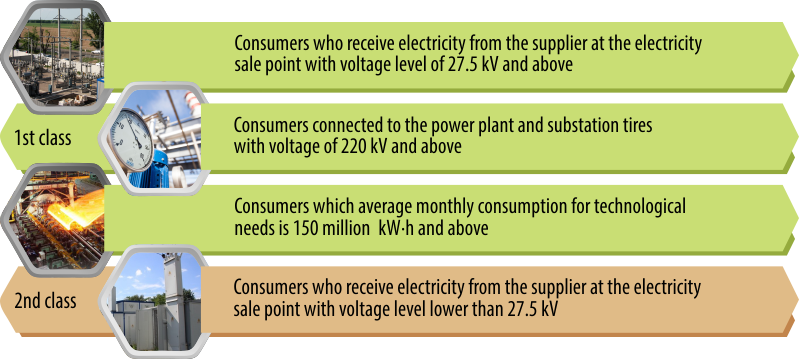 Consumers who receive electricity from the supplier at the electricity
sale point with voltage level of 27.5 kV and above
1st class
Consumers connected to the power plant and substation tires
with voltage of 220 kV and above
Consumers which average monthly consumption for technological
needs is 150 million kW·h and above
2nd class
Consumers who receive electricity from the supplier at the electricity
sale point with voltage level lower than 27.5 kV